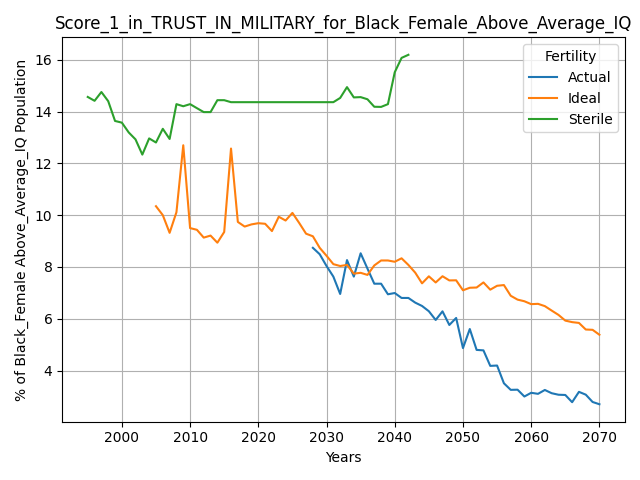 Score_1_in_TRUST_IN_MILITARY_for_Black_Female_Above_Average_IQ
% of Black_Female Above_Average_IQ Population
16
14
12
10
8
6
4
Fertility
Actual
Ideal
Sterile
2000 2010 2020 2030 2040 2050 2060 2070
Years